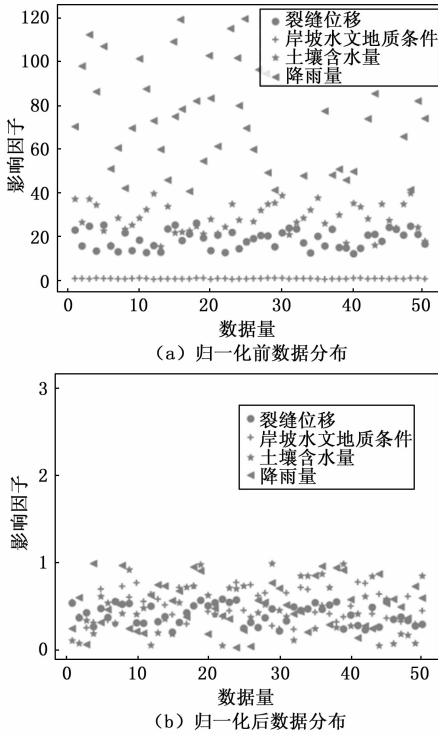 120
100
80
60
40
20
0
影响因子
裂缝位移
岸坡水文地质条件
土壤含水量
降雨量
0 10 20 30 40 50
数据量
(a) 归一化前数据分布
3
2
1
0
影响因子
裂缝位移
岸坡水文地质条件
土壤含水量
降雨量
0 10 20 30 40 50
数据量
(b) 归一化后数据分布